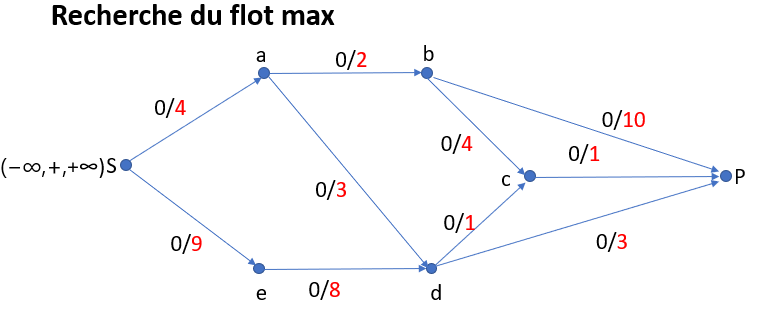 Recherche du flot max
a
b
0/2
0/4
0/10
0/4
0/1
(−∞,+,+∞)S
c
P
0/3
0/1
0/9
0/3
e
0/8
d